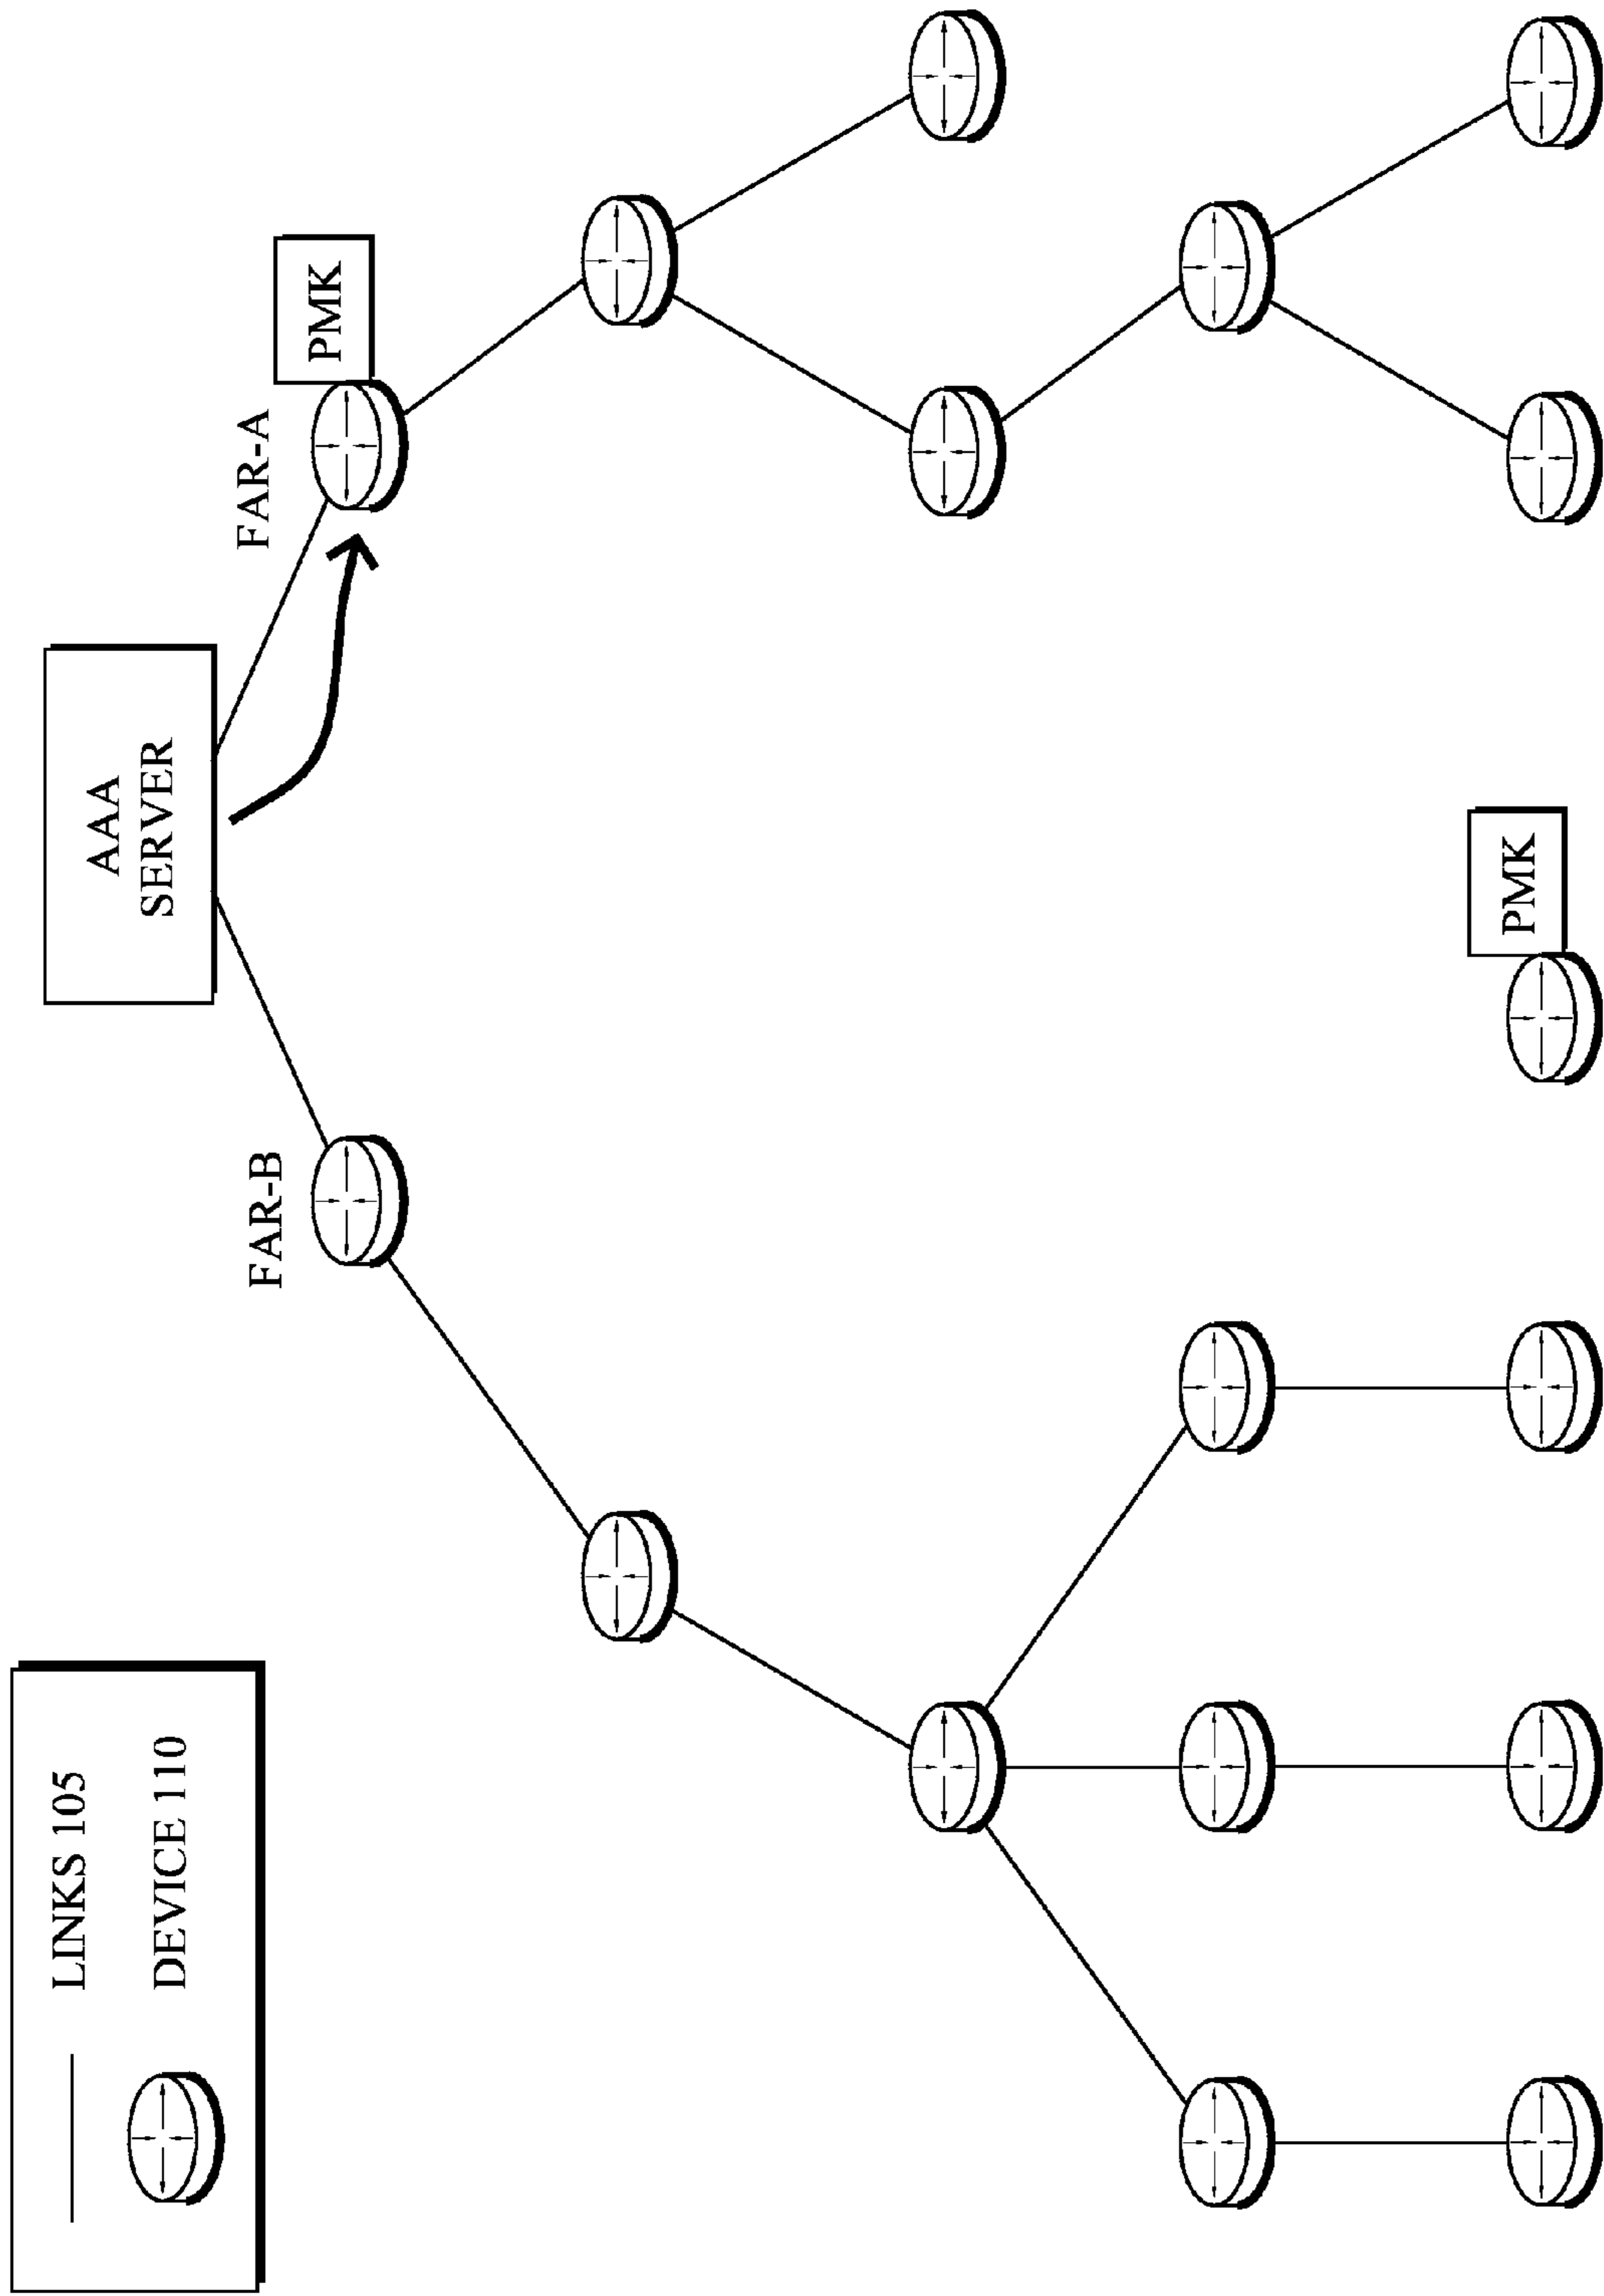 LINKS 105
DEVICE 110
AAA
SERVER
FAR-B
FAR-A
PMK
PMK